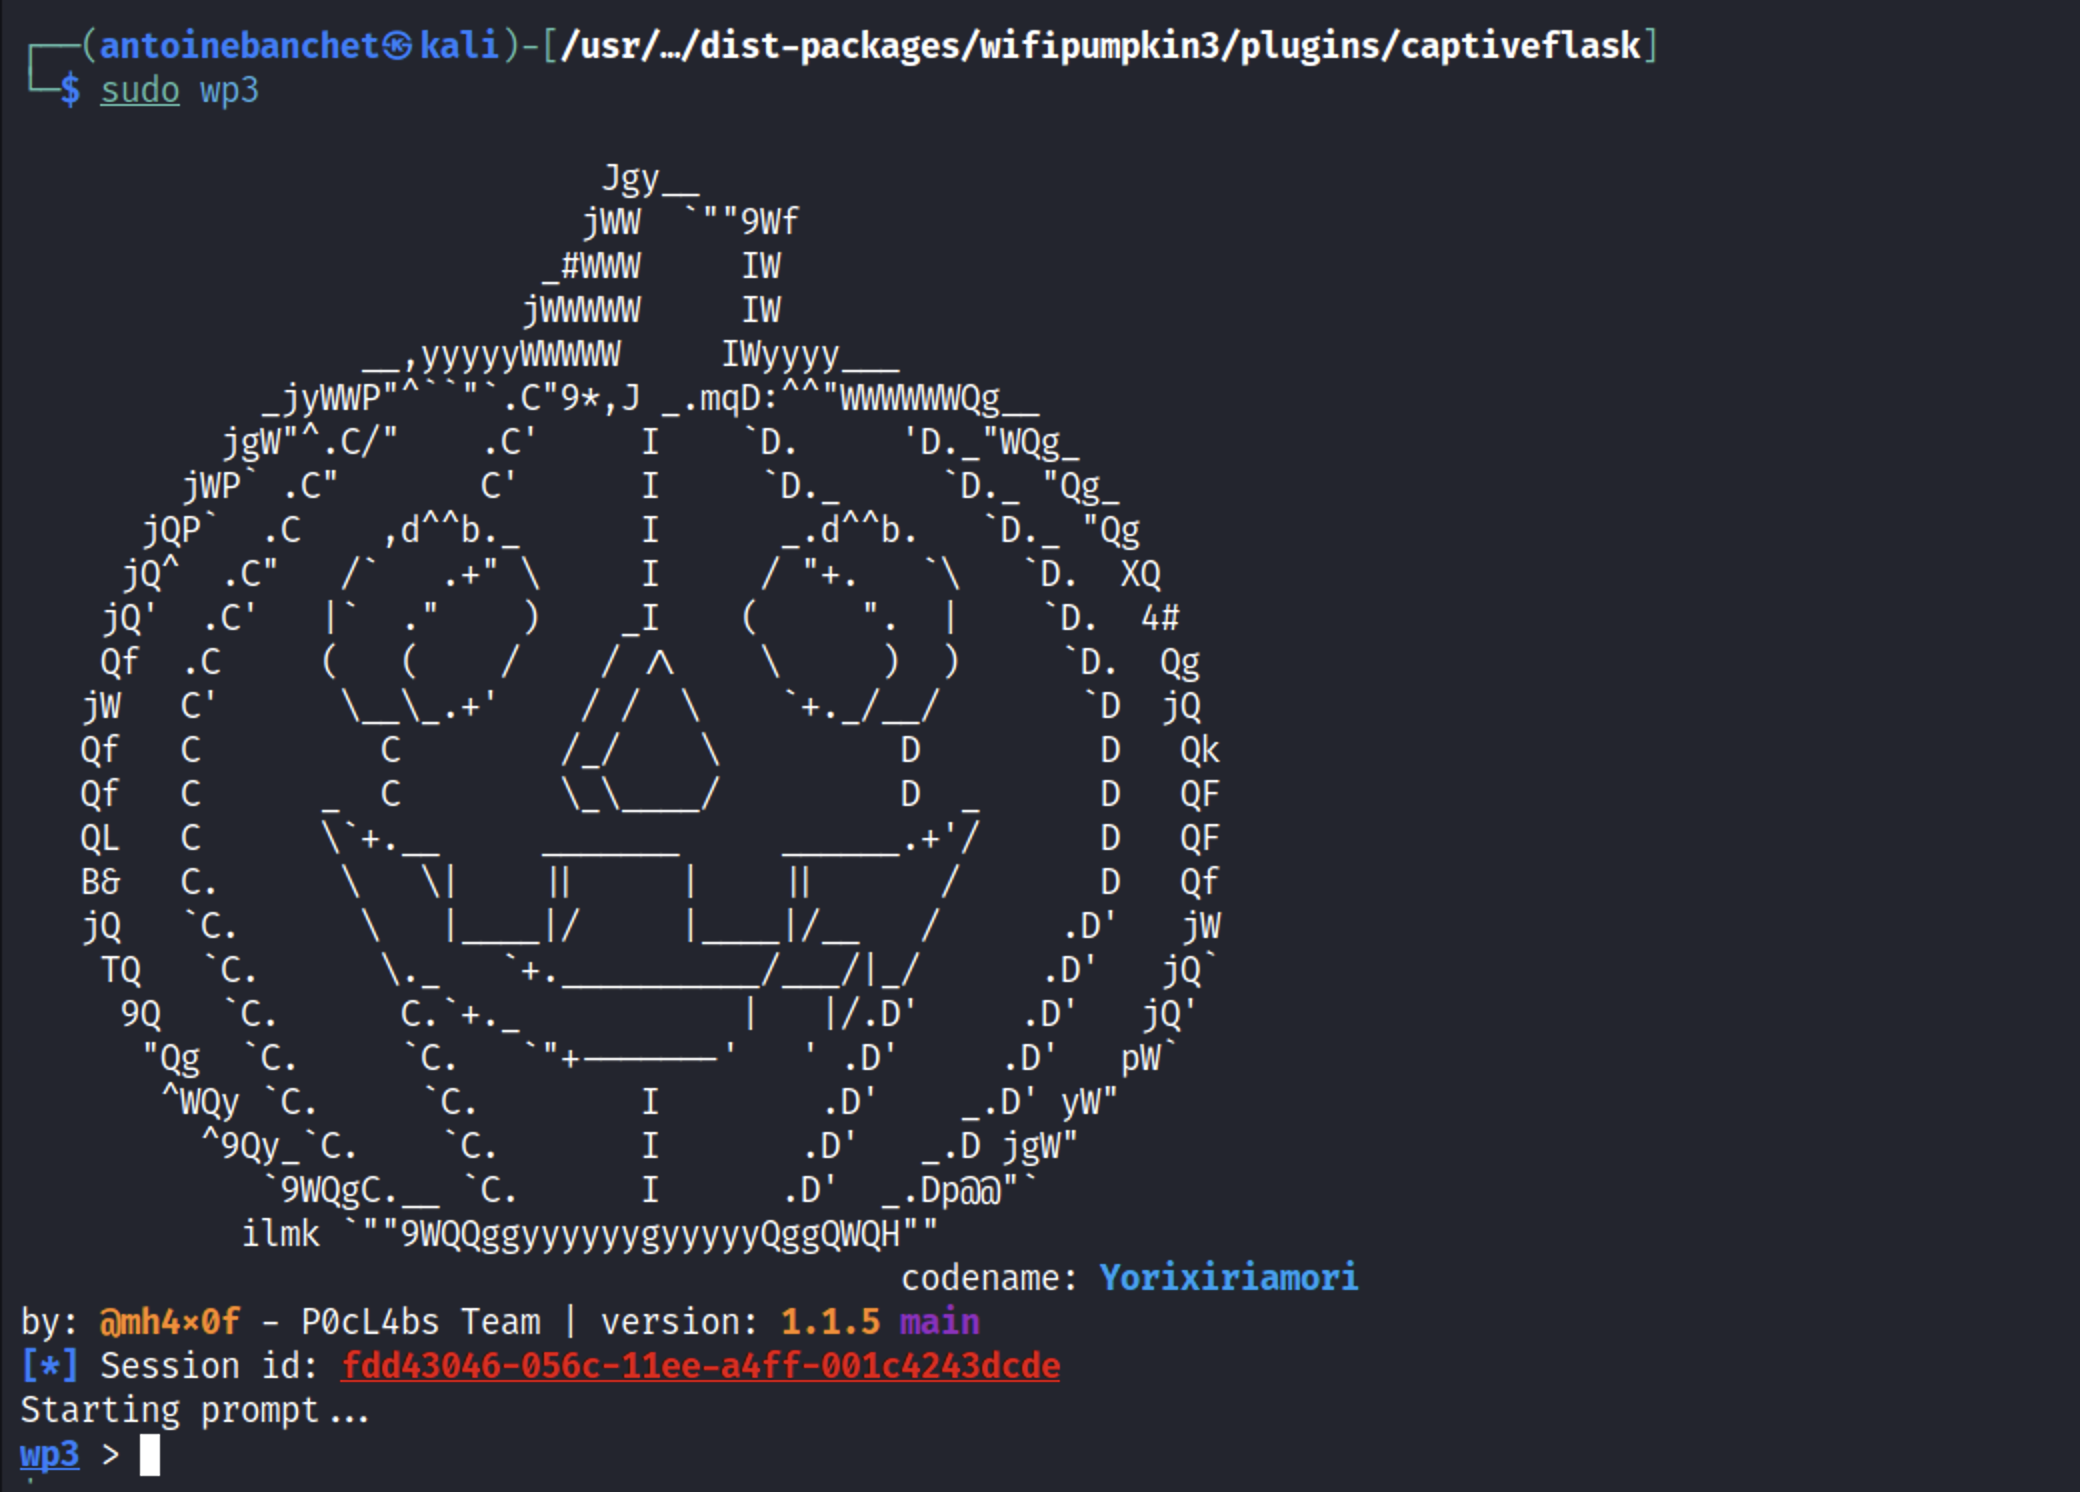 ┌──(antoinebanchet㉿kali)-[/usr/…/dist-packages/wifipumpkin3/plugins/captiveflask]
└─$ sudo wp3
                             Jgy__
                            jWW  `""9Wf
                          _#WWW     IW
                         jWWWWW     IW
                 __,yyyyyWWWWW     IWyyyy___
            _jyWWP"^``"`.C"9*,J _.mqD:^^"WWWWWWQg__
          jgW"^.C/"    .C'     I    `D.     'D._"WQg_
        jWP` .C"       C'      I     `D._     `D._ "Qg_
      jQP`  .C    ,d^^b._      I      _.d^^b.   `D._ "Qg
     jQ^  .C"   /`   .+" \     I     / "+.   `\   `D.  XQ
    jQ'  .C'   |`  ."    )    _I    (     ".  |    `D.  4#
    Qf  .C     (   (    /    / ^    \     )  )     `D.  Qg
   jW   C'      \__\_.+'    / /  \    `+._/__/       `D  jQ
   Qf   C         C        /_/    \         D         D   Qk
   Qf   C      _  C        \_\____/         D  _      D   QF
   QL   C      \`+.__     _______     ______.+'/      D   QF
   B&   C.      \   \|    ||     |    ||      /       D   Qf
   jQ   `C.      \   |____|/     |____|/__   /      .D'   jW
    TQ   `C.      \._   `+.__________/___/|_/      .D'   jQ`
     9Q   `C.      C.`+._           |   |/.D'     .D'   jQ'
      "Qg  `C.     `C.   `"+-------'   ' .D'     .D'   pW`
       ^WQy `C.     `C.        I        .D'    _.D' yW"
         ^9Qy_`C.    `C.       I       .D'   _.D jgW"
            `9WQgC.__ `C.      I      .D'  _.Dp@@"`
           ilmk `""9WQQggyyyyyygyyyyyQggQWQH""
                                            codename: Yorixiriamori
by: @mh4x0f - P0cL4bs Team | version: 1.1.5 main
[*] Session id: fdd43046-056c-11ee-a4ff-001c4243dcde
Starting prompt...
wp3 >